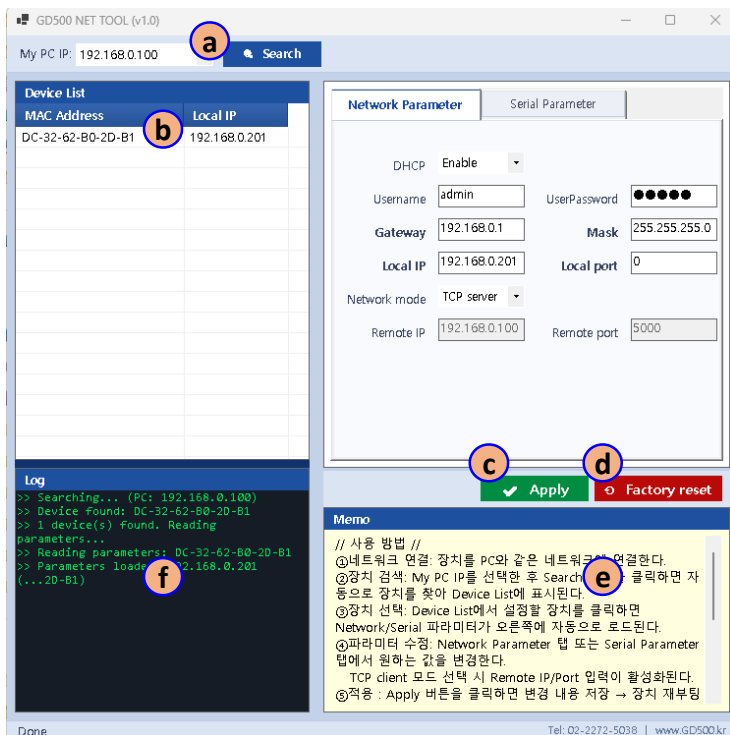 GD500 NET TOOL (v1.0)
My PC IP: 192.168.0.100
a
Search
Device List
MAC Address Local IP
b
DC-32-62-B0-2D-B1 192.168.0.201
Network Parameter Serial Parameter
DHCP Enable
Username admin UserPassword ●●●●●
Gateway 192.168.0.1 Mask 255.255.255.0
Local IP 192.168.0.201 Local port 0
Network mode TCP server
Remote IP 192.168.0.100 Remote port 5000
c
d
Apply Factory reset
Log
>> Searching... (PC: 192.168.0.100)
>> Device found: DC-32-62-B0-2D-B1
>> 1 device(s) found. Reading
parameters...
>> Reading parameters: DC-32-62-B0-2D-B1
>> Parameters 92.168.0.201
(...2D-B1)
f
Memo
// 사용 방법 //
①네트워크 연결: 장치를 PC와 같은 연결한다.
②장치 검색: My PC IP를 선택한 후 Search 클릭하면 자
동으로 장치를 찾아 Device List에 표시된다.
③장치 선택: Device List에서 설정할 장치를 클릭하면
Network/Serial 파라미터가 오른쪽에 자동으로 로드된다.
④파라미터 수정: Network Parameter 탭 또는 Serial Parameter
탭에서 원하는 값을 변경한다.
TCP client 모드 선택 시 Remote IP/Port 입력이 활성화된다.
⑤적용 : Apply 버튼을 클릭하면 변경 내용 저장 → 장치 재부팅
e
Done
Tel: 02-2272-5038 | www.GD500.kr